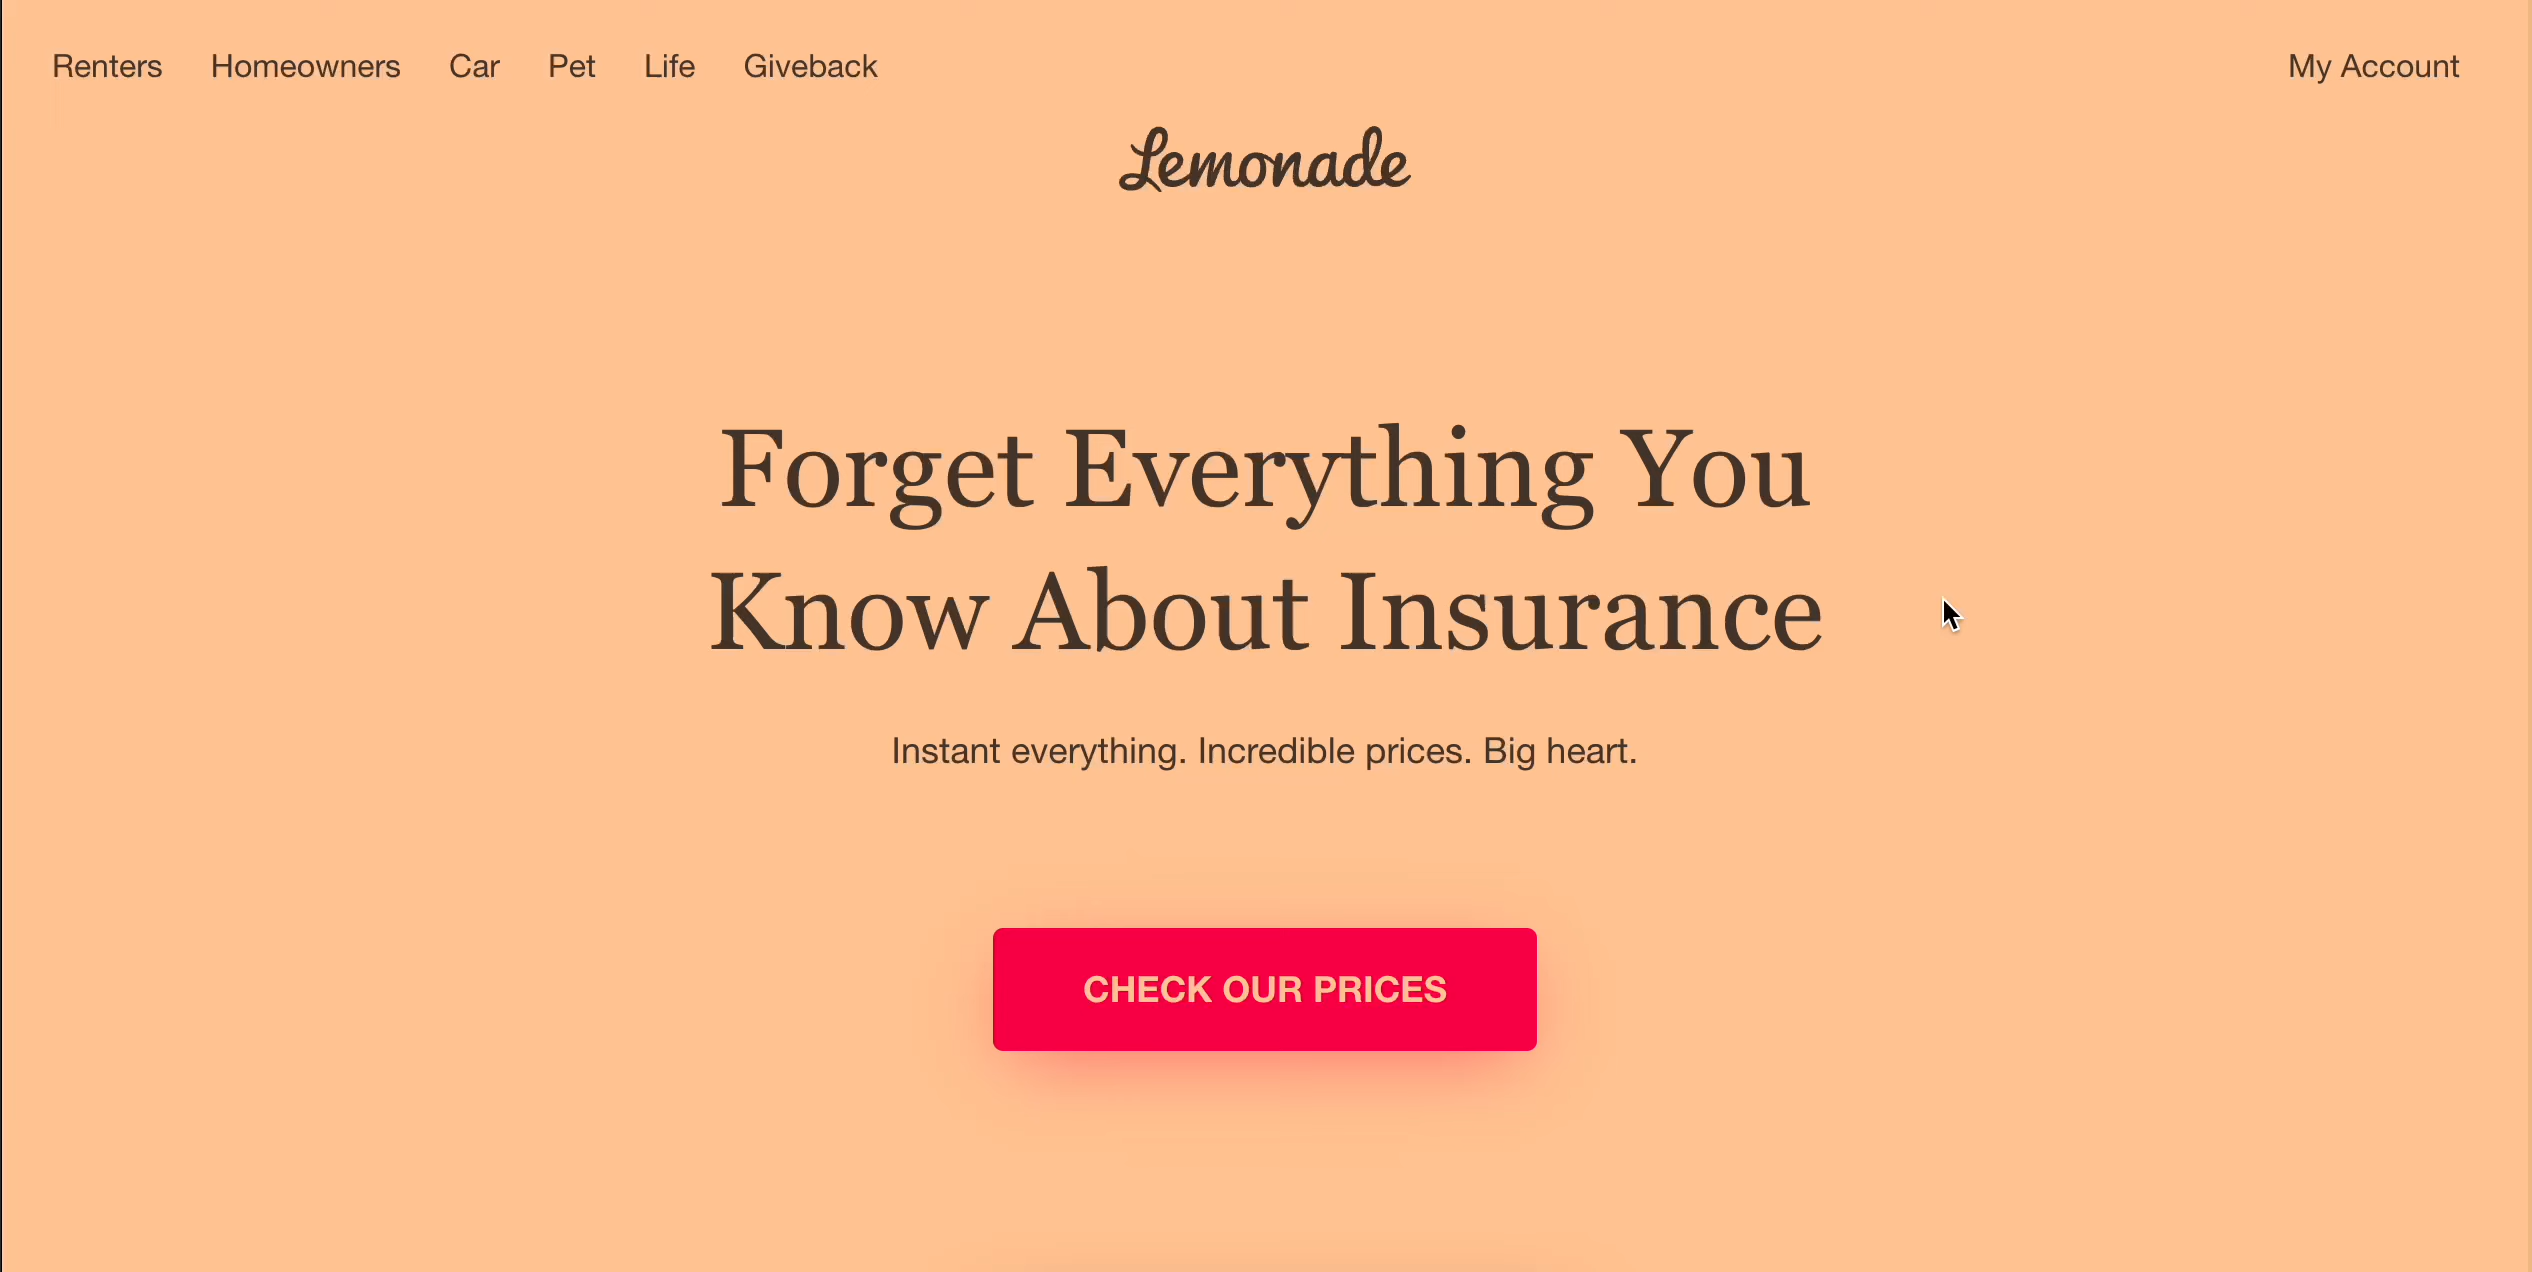 Renters Homeowners Car Pet Life Giveback My Account
Lemonade
Forget Everything You
Know About Insurance
Instant everything. Incredible prices. Big heart.
CHECK OUR PRICES